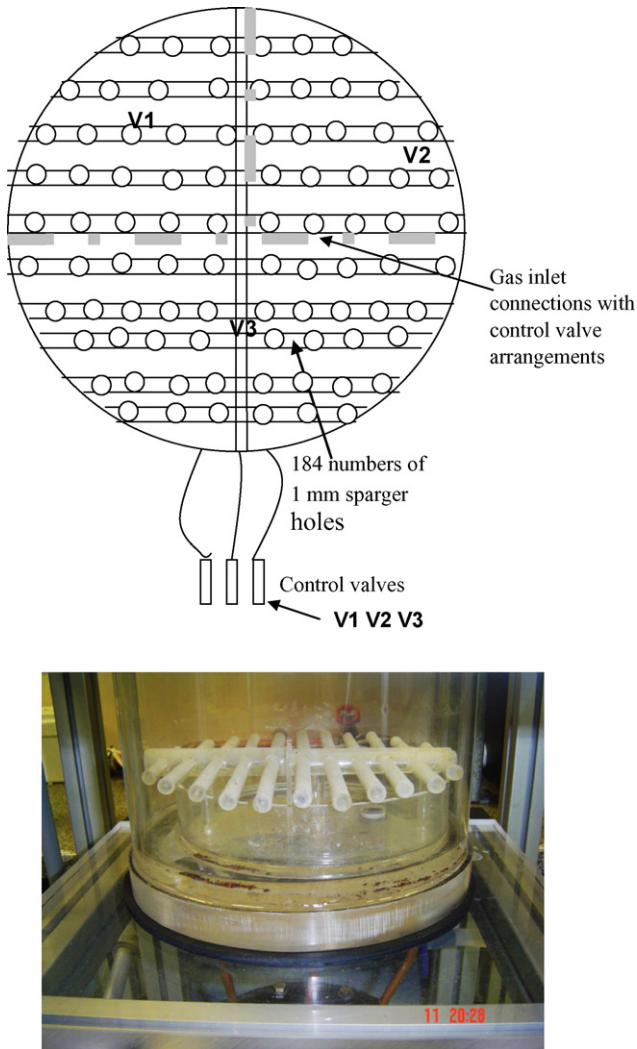 V1
V2
Gas inlet
connections with
control valve
arrangements
V3
184 numbers of
1 mm sparger
holes
Control valves
V1 V2 V3
11 20:28